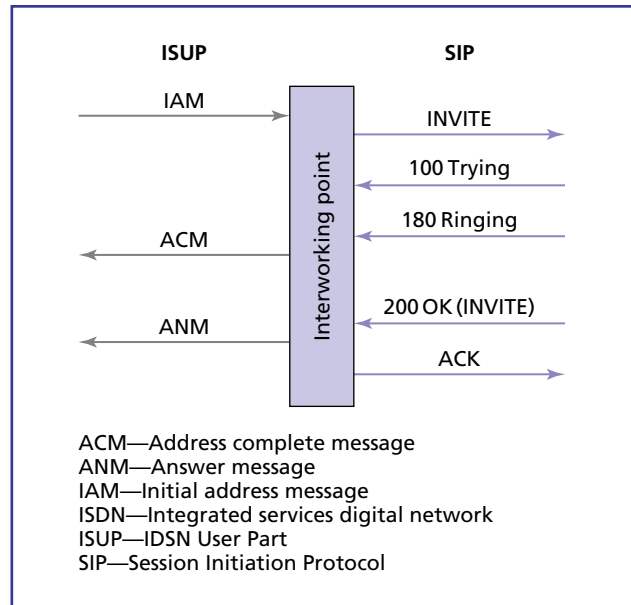 ISUP
SIP
IAM
INVITE
100 Trying
180 Ringing
ACM
200 OK (INVITE)
ANM
ACK
Interworking point
ACM—Address complete message
ANM—Answer message
IAM—Initial address message
ISDN—Integrated services digital network
ISUP—IDSN User Part
SIP—Session Initiation Protocol